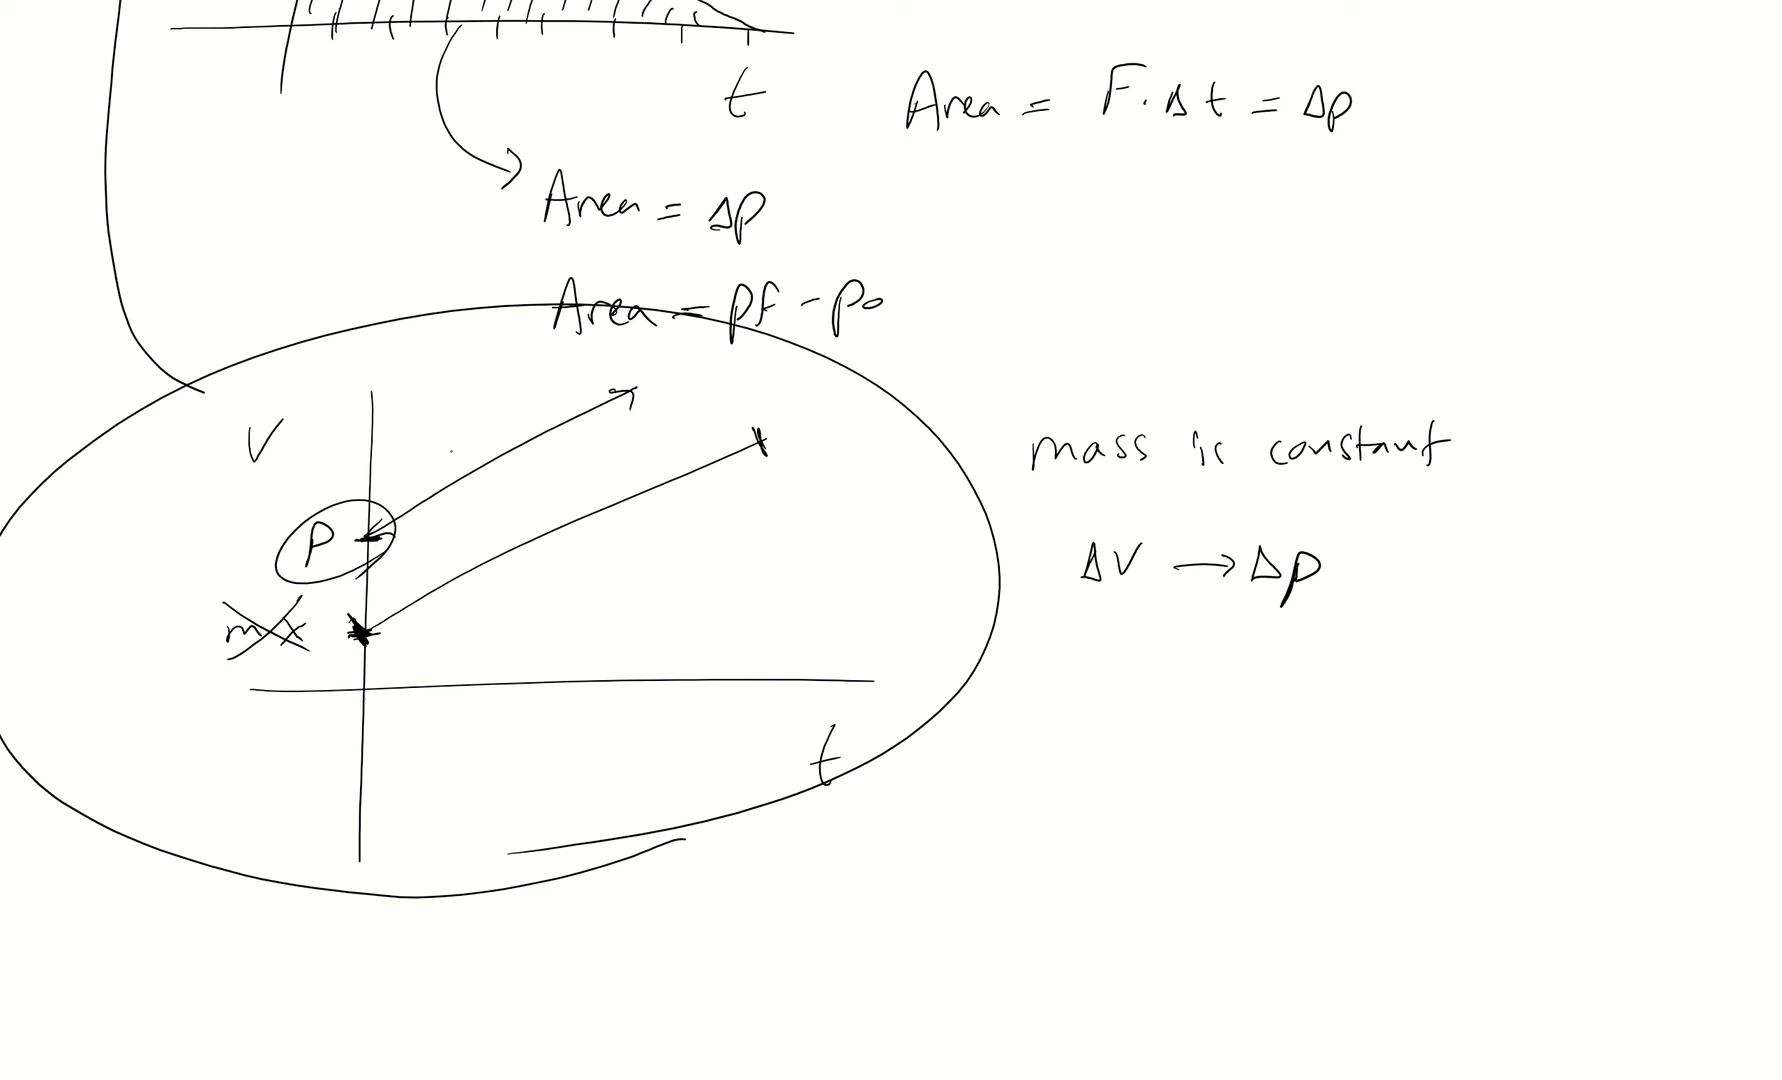 t
Area = F. Δt = Δp
Area = Δp
Area = pf - po
V
mass is constant
P
ΔV → Δp
t